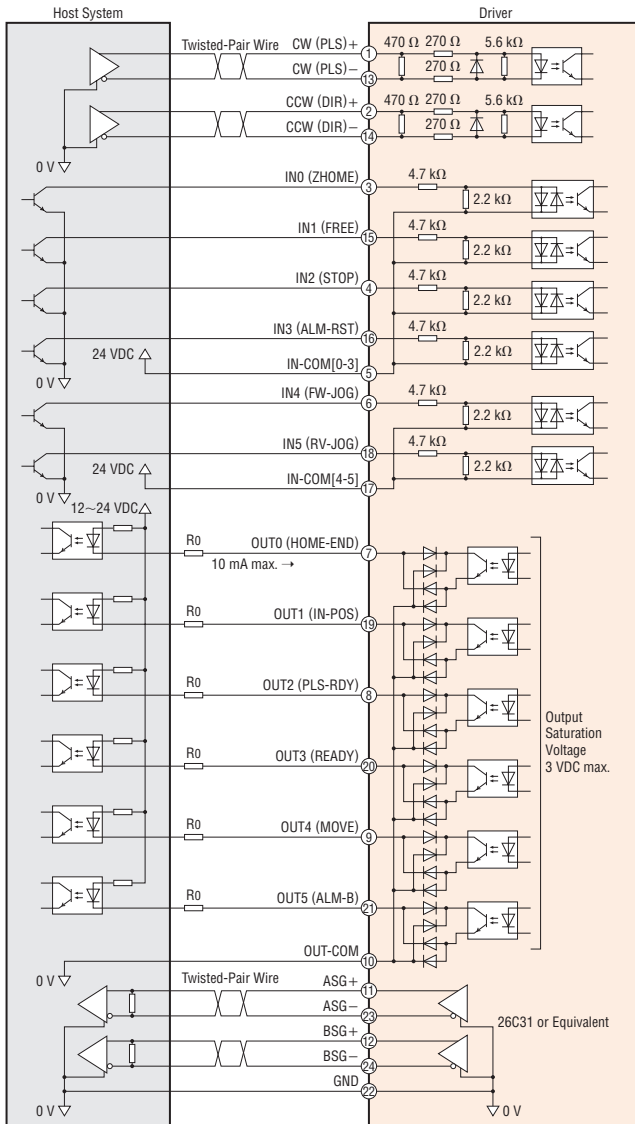 Host System Driver
Twisted-Pair Wire CW (PLS)+ 1 470 Ω 270 Ω 5.6 kΩ
CW (PLS)− 13 270 Ω
CCW (DIR)+ 2 470 Ω 270 Ω 5.6 kΩ
CCW (DIR)− 14 270 Ω
0 V
IN0 (ZHOME) 3 4.7 kΩ
2.2 kΩ
IN1 (FREE) 15 4.7 kΩ
2.2 kΩ
IN2 (STOP) 4 4.7 kΩ
2.2 kΩ
IN3 (ALM-RST) 16 4.7 kΩ
24 VDC 2.2 kΩ
0 V IN-COM[0-3] 5
IN4 (FW-JOG) 6 4.7 kΩ
2.2 kΩ
IN5 (RV-JOG) 18 4.7 kΩ
24 VDC 2.2 kΩ
0 V IN-COM[4-5] 17
12~24 VDC
R0 OUT0 (HOME-END) 7
10 mA max. →
R0 OUT1 (IN-POS) 19
R0 OUT2 (PLS-RDY) 8
Output
Saturation
Voltage
3 VDC max.
R0 OUT3 (READY) 20
R0 OUT4 (MOVE) 9
R0 OUT5 (ALM-B) 21
OUT-COM 10
0 V
Twisted-Pair Wire ASG+ 11
ASG− 23 26C31 or Equivalent
BSG+ 12
BSG− 24
GND 22
0 V 0 V